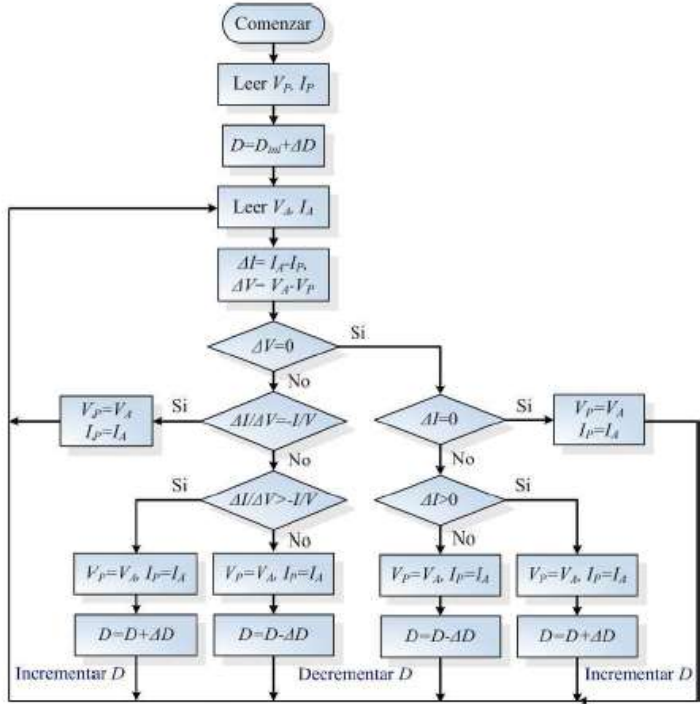 Comenzar
Leer V_P, I_P
D=D_ini+ΔD
Leer V_A, I_A
ΔI= I_A-I_P,
ΔV= V_A-V_P
ΔV=0
Si
No
V_P=V_A
I_P=I_A
Si
ΔI/ΔV=-I/V
ΔI=0
Si
V_P=V_A
I_P=I_A
No
No
Si
ΔI/ΔV>-I/V
ΔI>0
Si
No
No
V_P=V_A, I_P=I_A
V_P=V_A, I_P=I_A
V_P=V_A, I_P=I_A
V_P=V_A, I_P=I_A
D=D+ΔD
D=D-ΔD
D=D-ΔD
D=D+ΔD
Incrementar D
Decrementar D
Incrementar D